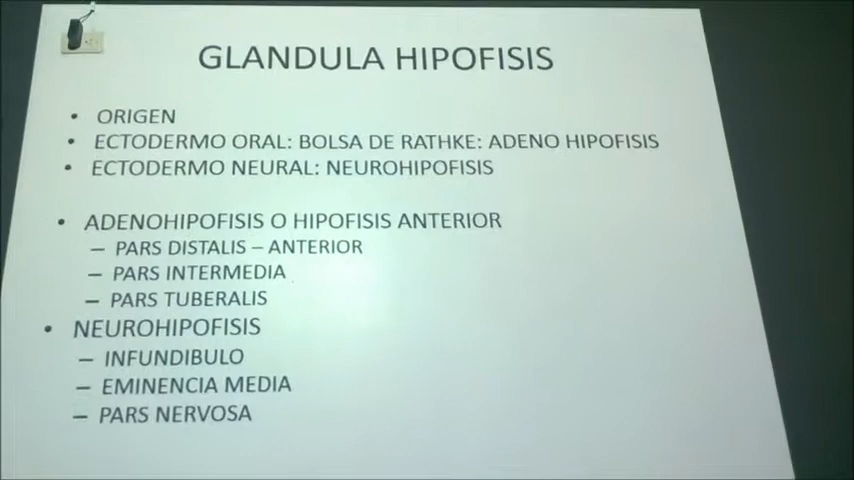 GLANDULA HIPOFISIS
• ORIGEN
• ECTODERMO ORAL: BOLSA DE RATHKE: ADENO HIPOFISIS
• ECTODERMO NEURAL: NEUROHIPOFISIS
• ADENOHIPOFISIS O HIPOFISIS ANTERIOR
– PARS DISTALIS – ANTERIOR
– PARS INTERMEDIA
– PARS TUBERALIS
• NEUROHIPOFISIS
– INFUNDIBULO
– EMINENCIA MEDIA
– PARS NERVOSA